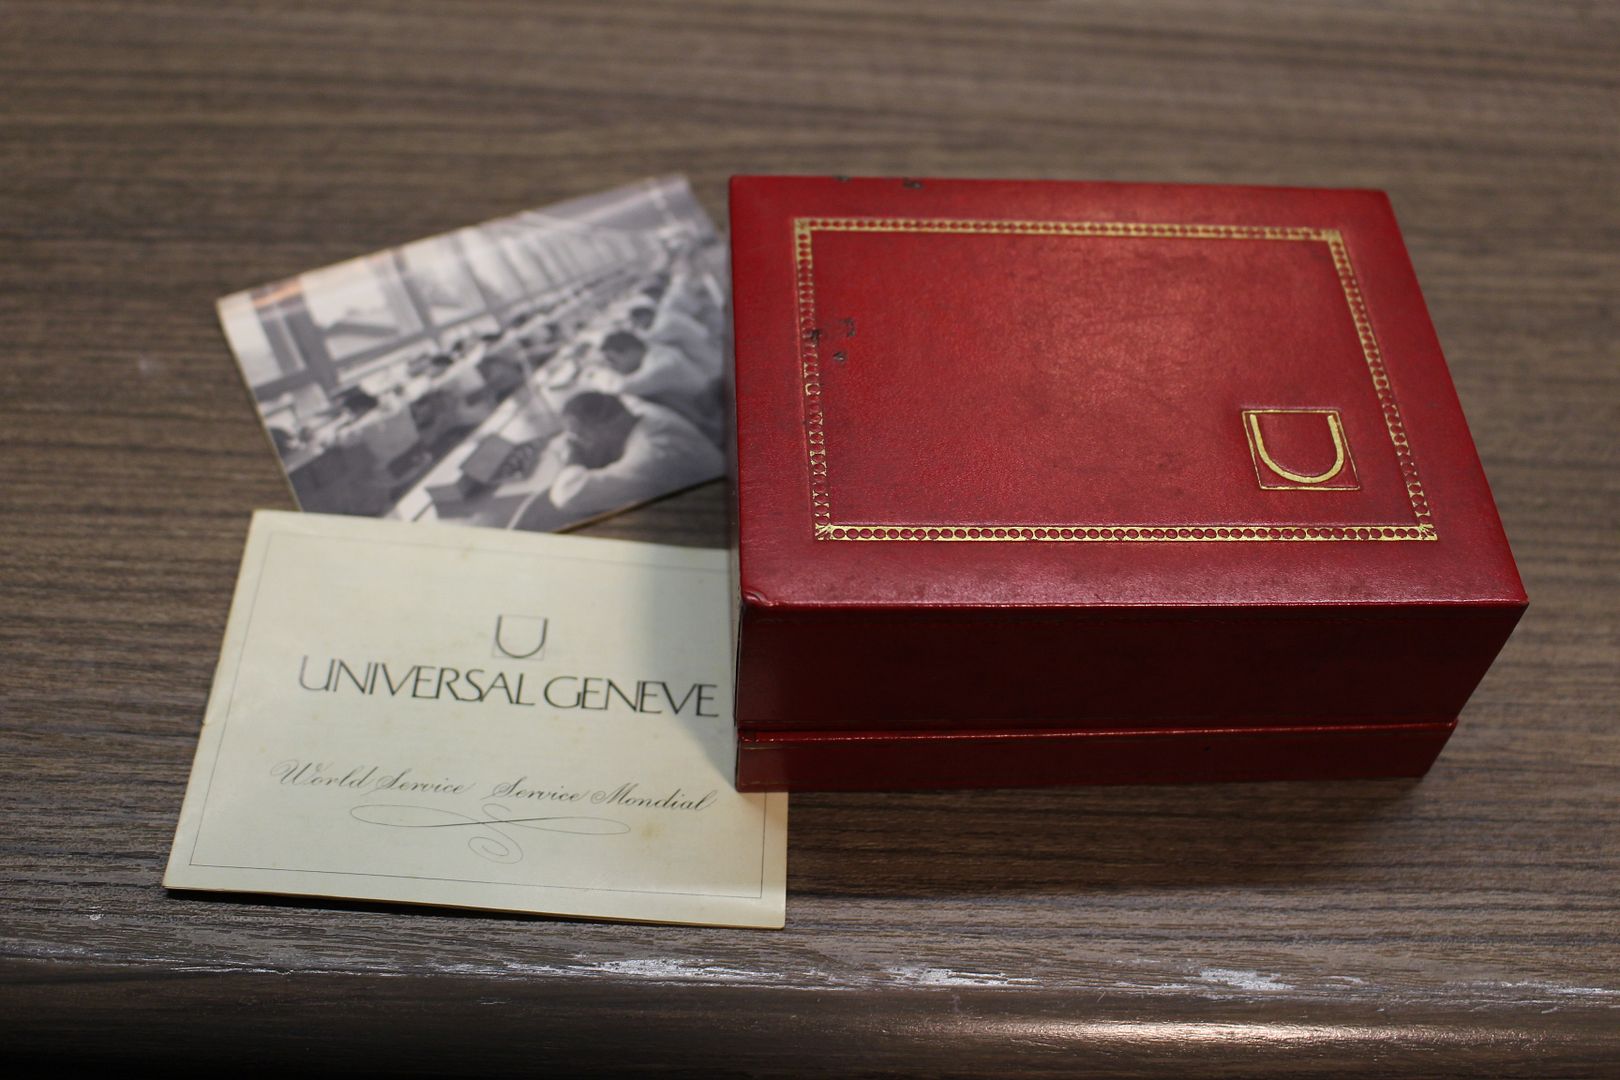 U
UNIVERSAL GENEVE
World Service Service Mondial
U